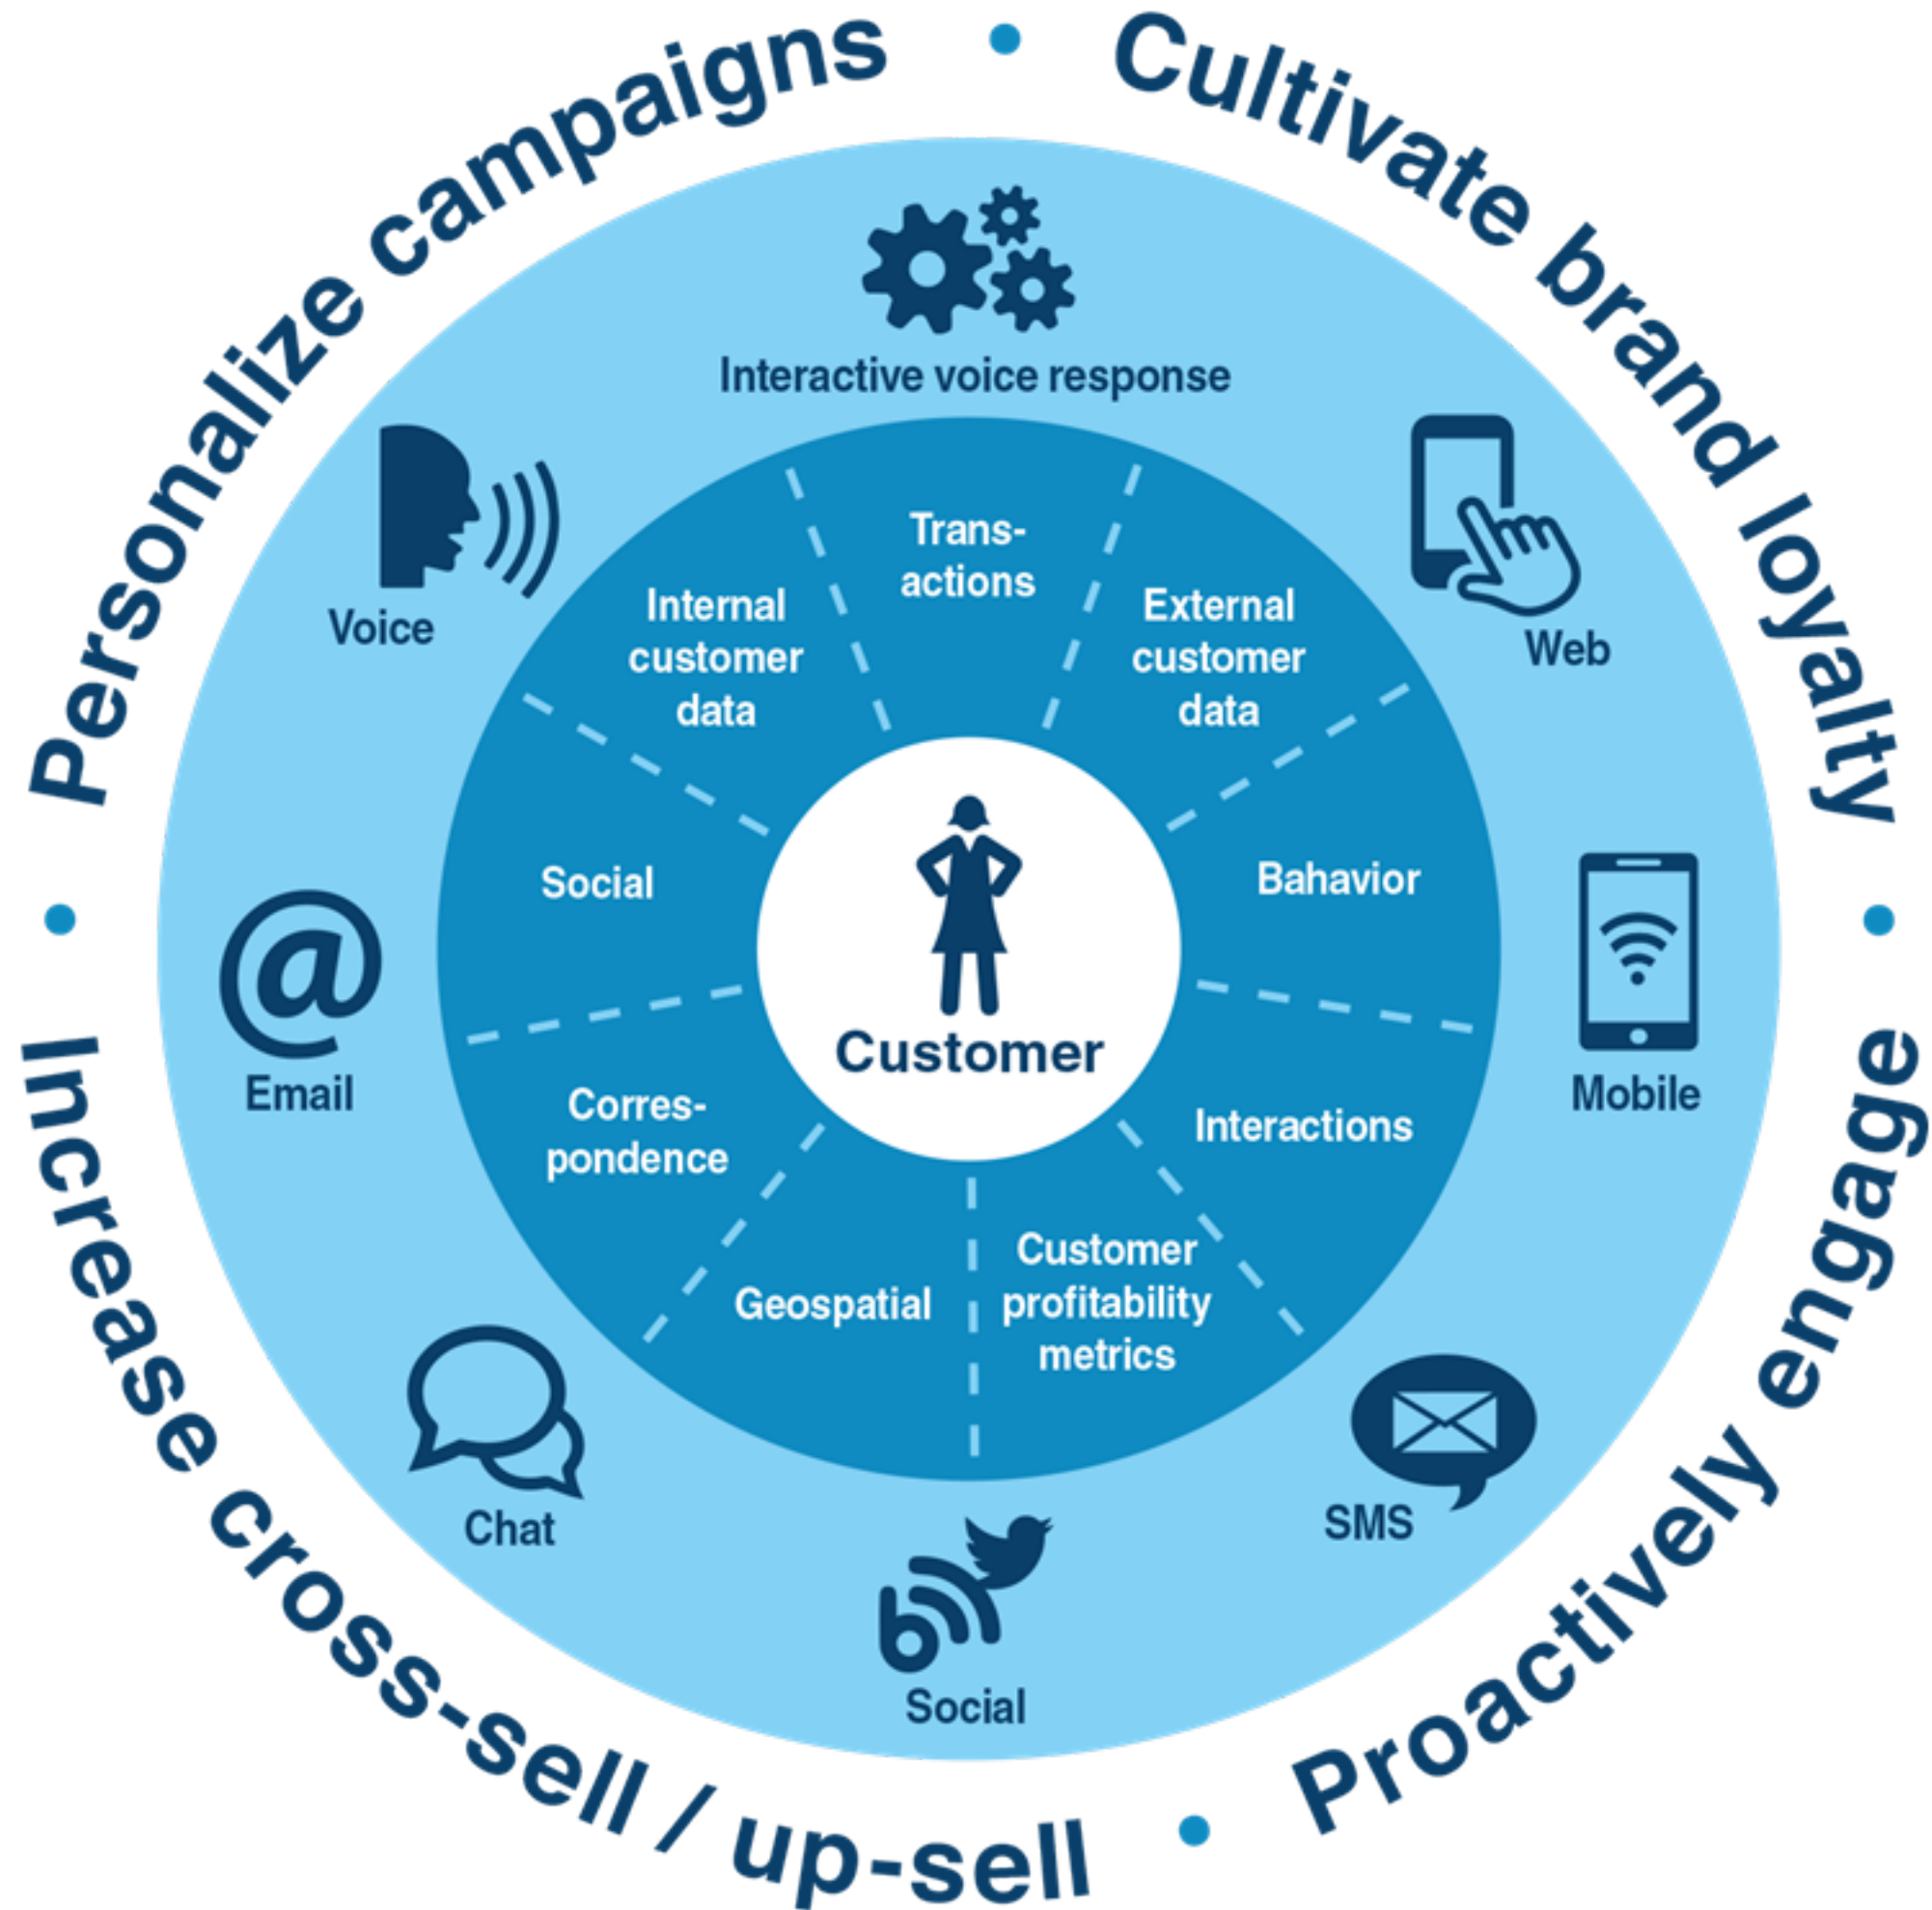 Personalize campaigns
Cultivate brand loyalty
Proactively engage
Increase cross-sell / up-sell
Interactive voice response
Web
Mobile
SMS
Social
Chat
Email
Voice
Trans-
actions
External
customer
data
Bahavior
Interactions
Customer
profitability
metrics
Geospatial
Corres-
pondence
Social
Internal
customer
data
Customer